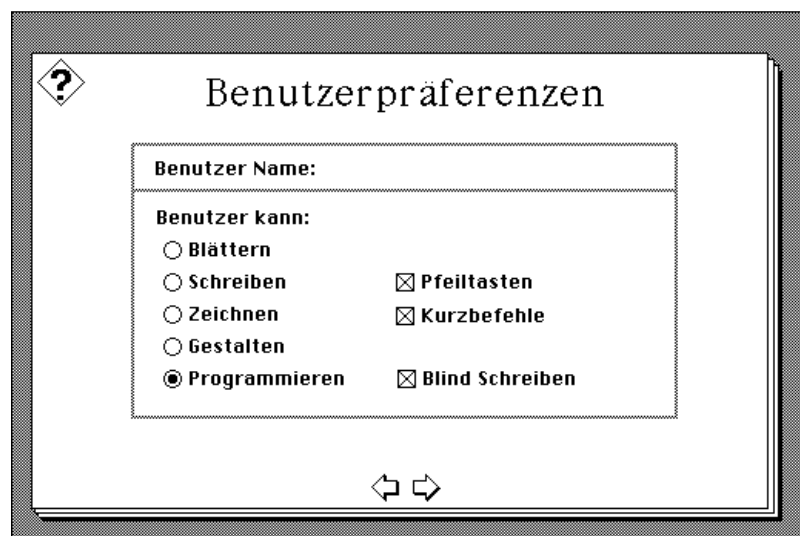 ?
Benutzerpräferenzen
Benutzer Name:
Benutzer kann:
Blättern
Schreiben
Pfeiltasten
Zeichnen
Kurzbefehle
Gestalten
Programmieren
Blind Schreiben